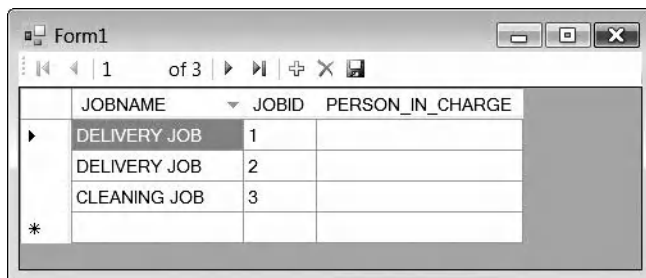 Form1
1 of 3
JOBNAME JOBID PERSON_IN_CHARGE
DELIVERY JOB 1
DELIVERY JOB 2
CLEANING JOB 3